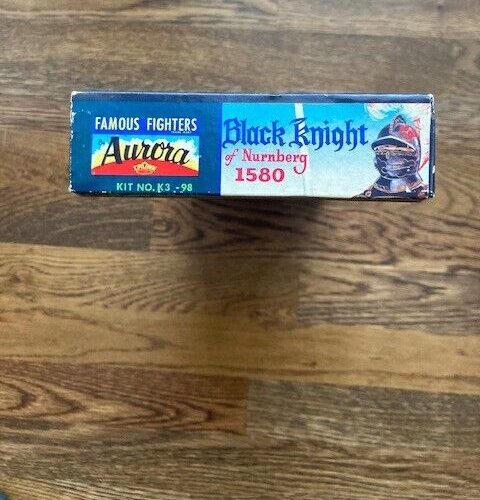 FAMOUS FIGHTERS
Aurora
KIT NO. K3 -98
Black Knight
of Nurnberg
1580